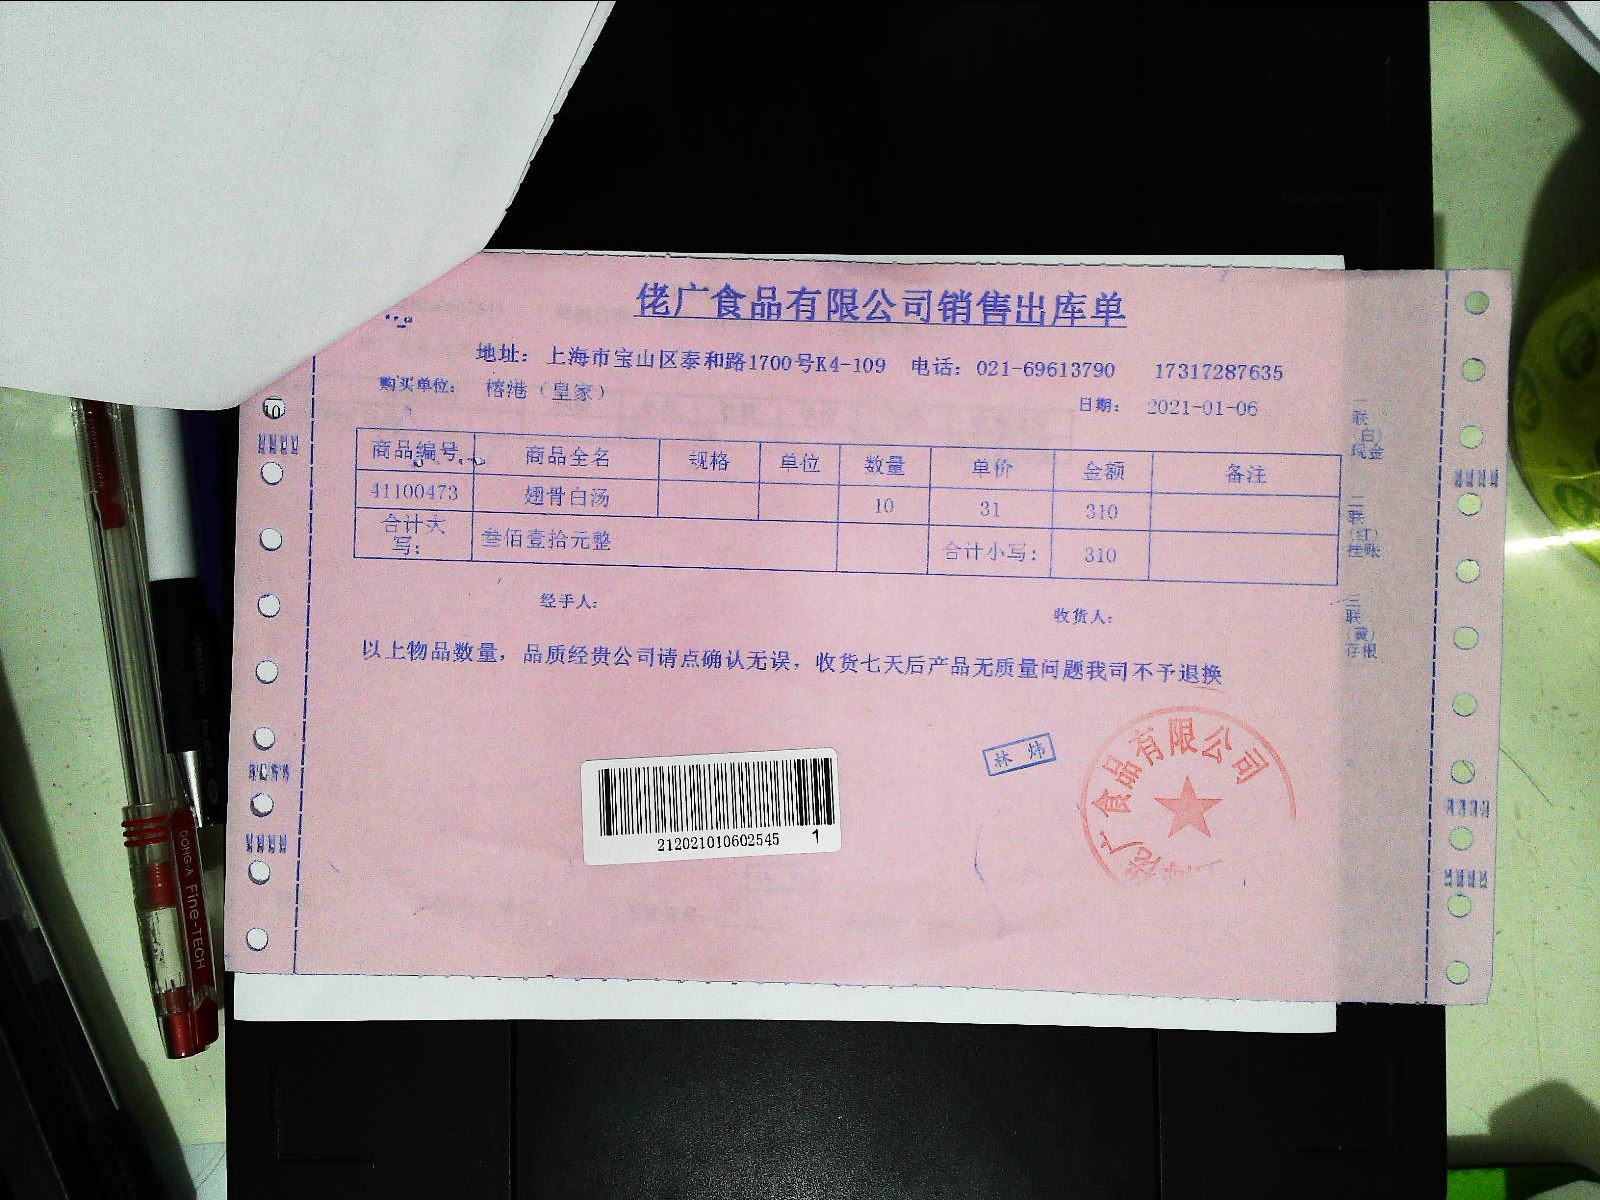 佬广食品有限公司销售出库单
地址： 上海市宝山区泰和路1700号K4-109 电话：021-69613790 17317287635
购买单位： 榕港（皇家） 日期： 2021-01-06
商品编号 商品全名 规格 单位 数量 单价 金额 备注
41100473 翅骨白汤 10 31 310
合计大写： 叁佰壹拾元整 合计小写： 310
经手人： 收货人：
以上物品数量，品质经贵公司请点确认无误，收货七天后产品无质量问题我司不予退换
一联（白）现金
二联（红）挂账
三联（黄）存根
林 炜
佬广食品有限公司
212021010602545 1
10
DONG-A Fine-TECH